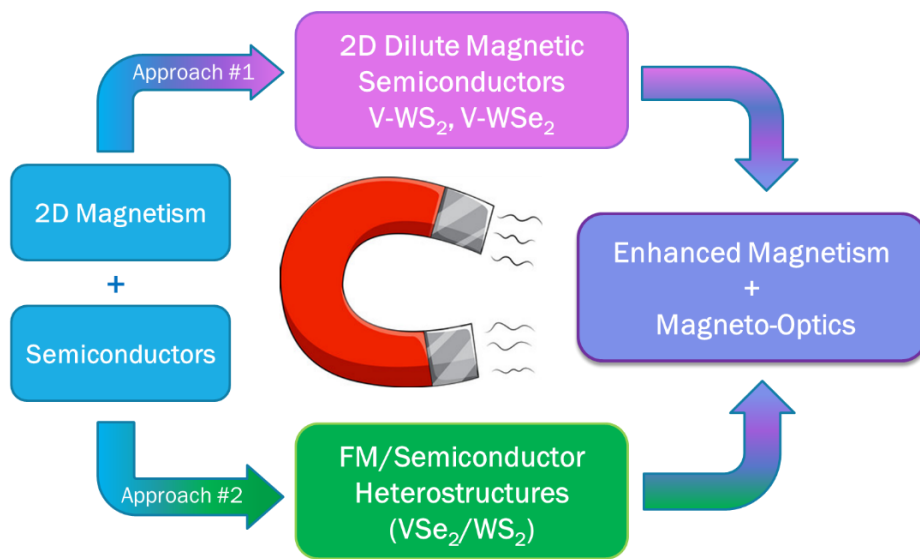 Approach #1
2D Dilute Magnetic
Semiconductors
V-WS₂, V-WSe₂
2D Magnetism
+
Semiconductors
Enhanced Magnetism
+
Magneto-Optics
Approach #2
FM/Semiconductor
Heterostructures
(VSe₂/WS₂)